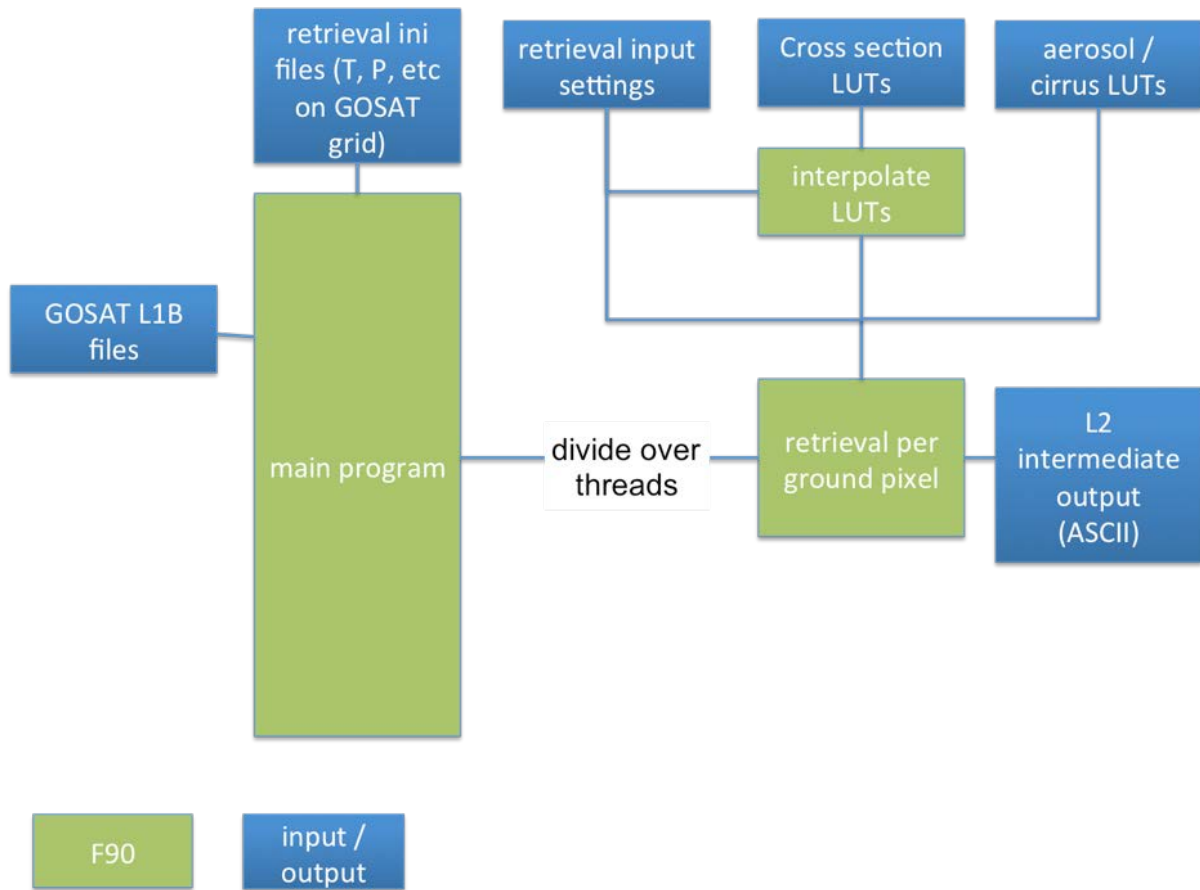 retrieval ini
files (T, P, etc
on GOSAT
grid)
retrieval input
settings
Cross section
LUTs
aerosol /
cirrus LUTs
interpolate
LUTs
GOSAT L1B
files
main program
divide over
threads
retrieval per
ground pixel
L2
intermediate
output
(ASCII)
F90
input /
output